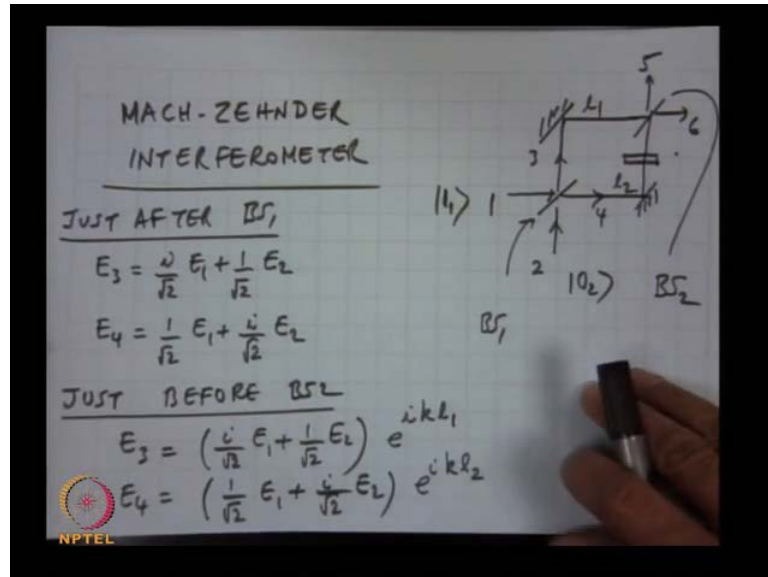 MACH-ZEHNDER
INTERFEROMETER
JUST AFTER BS₁
E₃ = i/√2 E₁ + 1/√2 E₂
E₄ = 1/√2 E₁ + i/√2 E₂
JUST BEFORE BS2
E₃ = (i/√2 E₁ + 1/√2 E₂) e^{ikl₁}
E₄ = (1/√2 E₁ + i/√2 E₂) e^{ikl₂}
5
l₁
6
3
l₂
|1₁⟩ 1
4
2
|0₂⟩
BS₂
BS₁
NPTEL